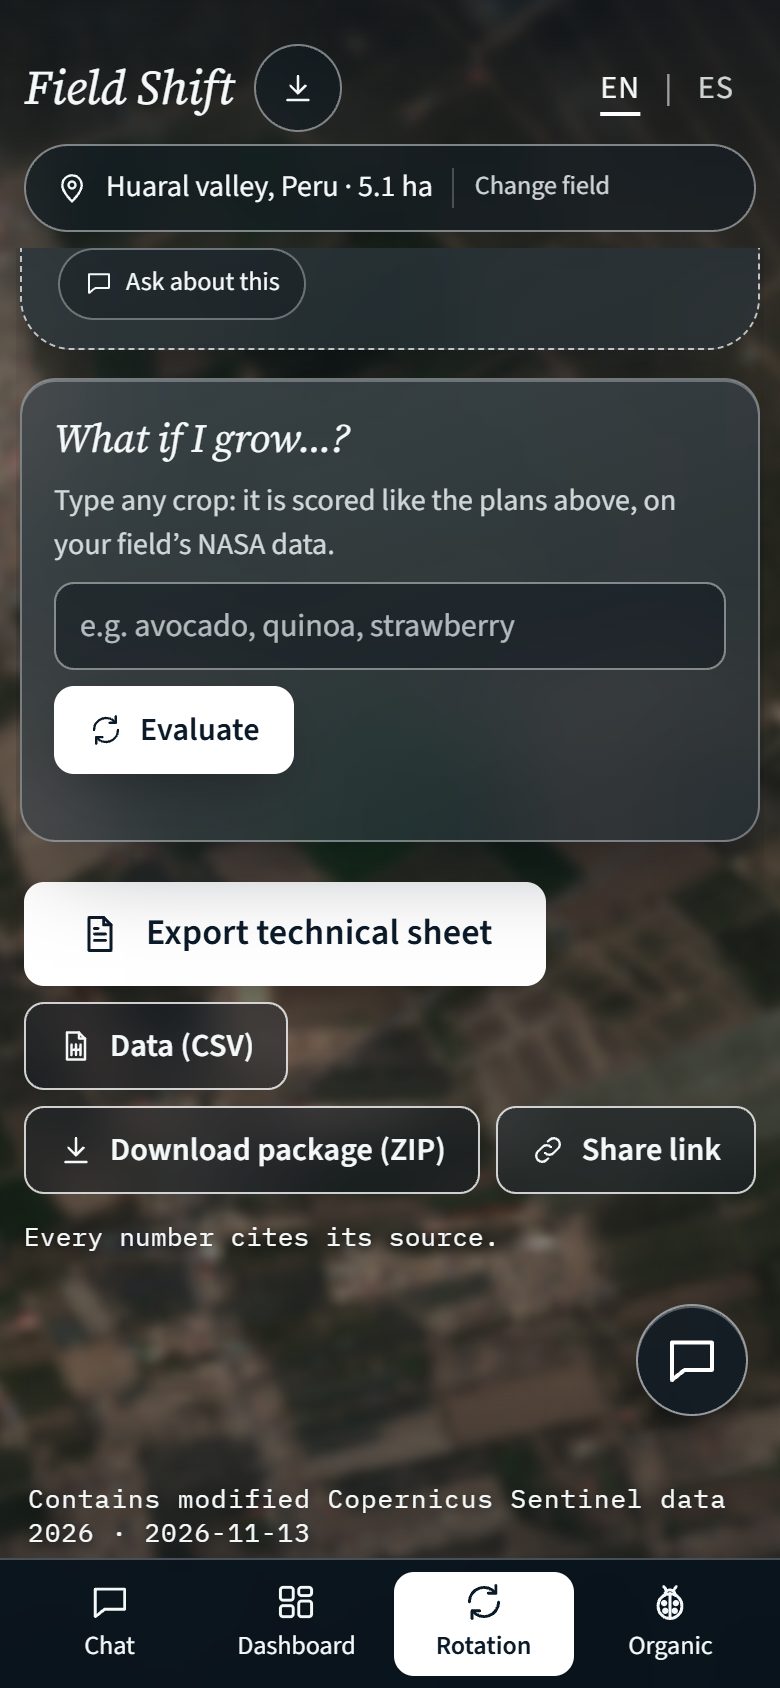 Field Shift
EN | ES
Huaral valley, Peru · 5.1 ha | Change field
Ask about this
What if I grow...?
Type any crop: it is scored like the plans above, on
your field’s NASA data.
e.g. avocado, quinoa, strawberry
Evaluate
Export technical sheet
Data (CSV)
Download package (ZIP)
Share link
Every number cites its source.
Contains modified Copernicus Sentinel data
2026 · 2026-11-13
Chat
Dashboard
Rotation
Organic